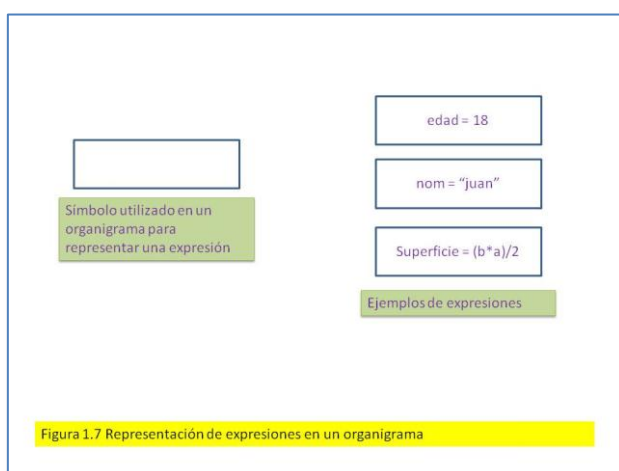 Símbolo utilizado en un
organigrama para
representar una expresión
edad = 18
nom = “juan”
Superficie = (b*a)/2
Ejemplos de expresiones
Figura 1.7 Representación de expresiones en un organigrama